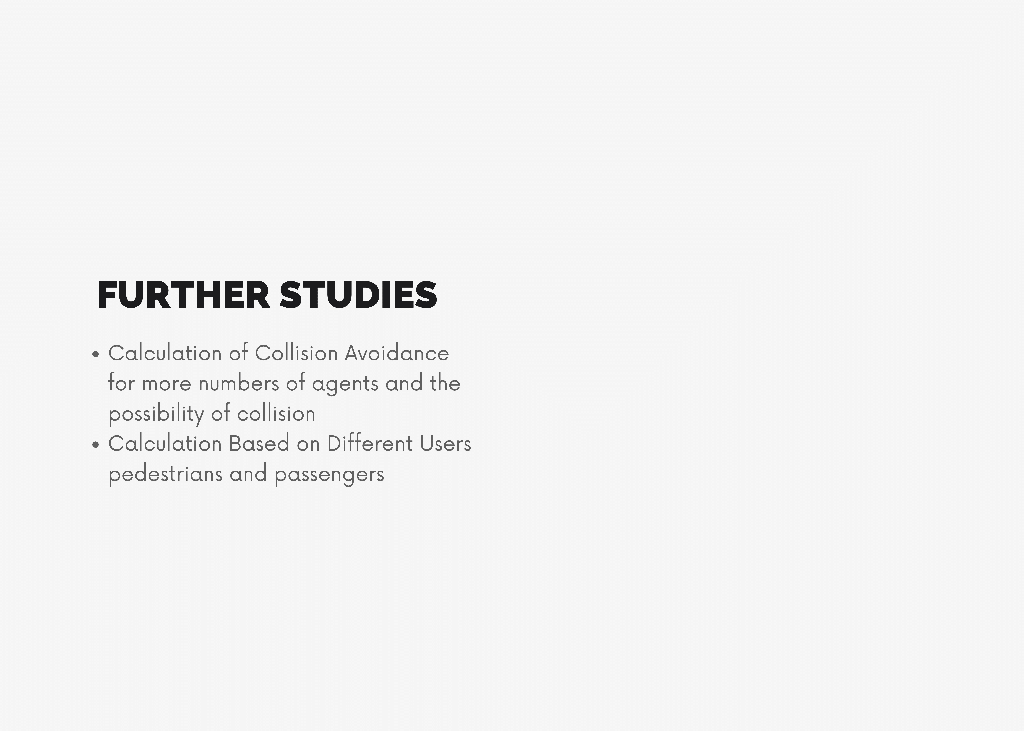 FURTHER STUDIES
• Calculation of Collision Avoidance
for more numbers of agents and the
possibility of collision
• Calculation Based on Different Users
pedestrians and passengers